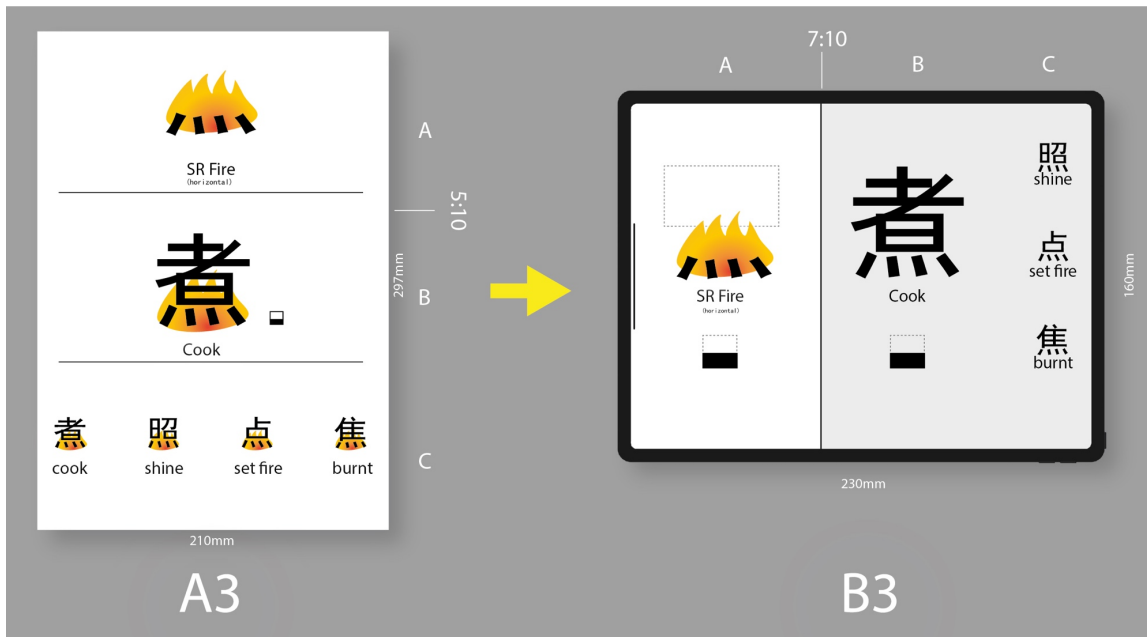 SR Fire
(horizontal)
煮
Cook
煮
cook
照
shine
点
set fire
焦
burnt
A
5:10
297mm
B
C
210mm
A3
7:10
A
B
C
SR Fire
(horizontal)
煮
Cook
照
shine
点
set fire
焦
burnt
160mm
230mm
B3